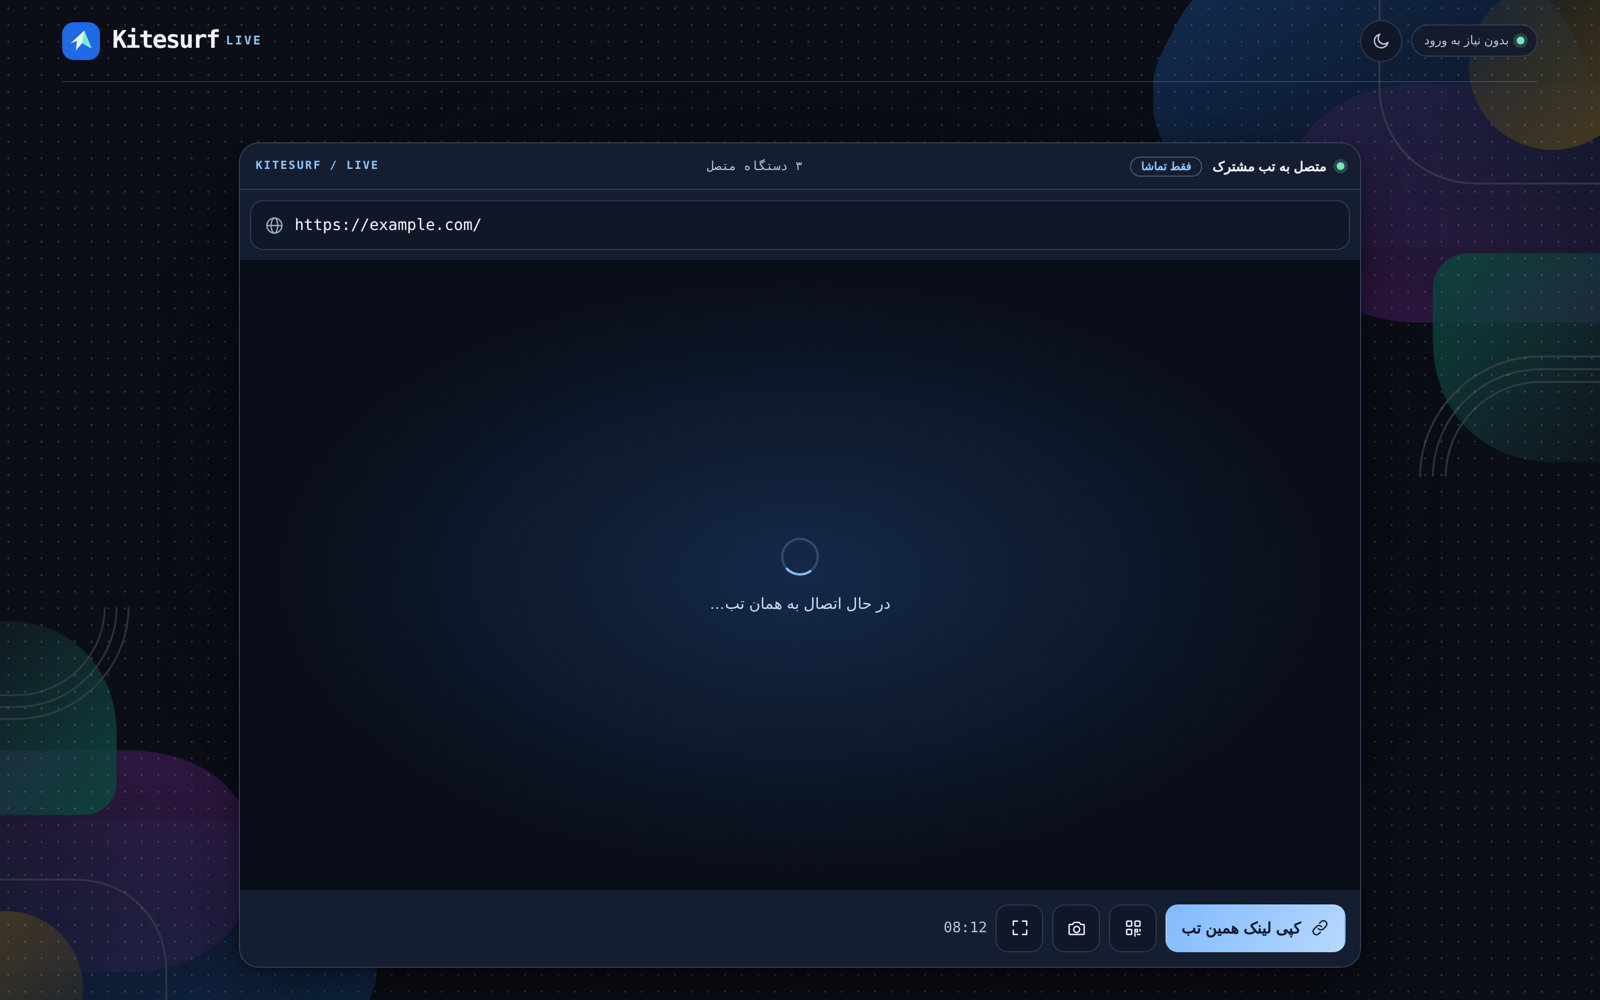 Kitesurf LIVE
بدون نیاز به ورود
متصل به تب مشترک
فقط تماشا
۳ دستگاه متصل
KITESURF / LIVE
https://example.com/
در حال اتصال به همان تب...
کپی لینک همین تب
08:12